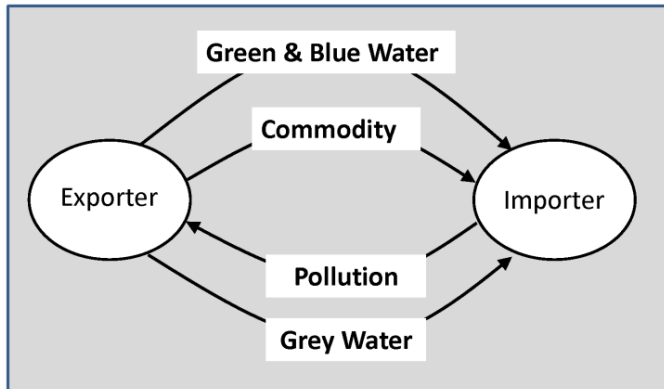 Green & Blue Water
Commodity
Exporter
Importer
Pollution
Grey Water